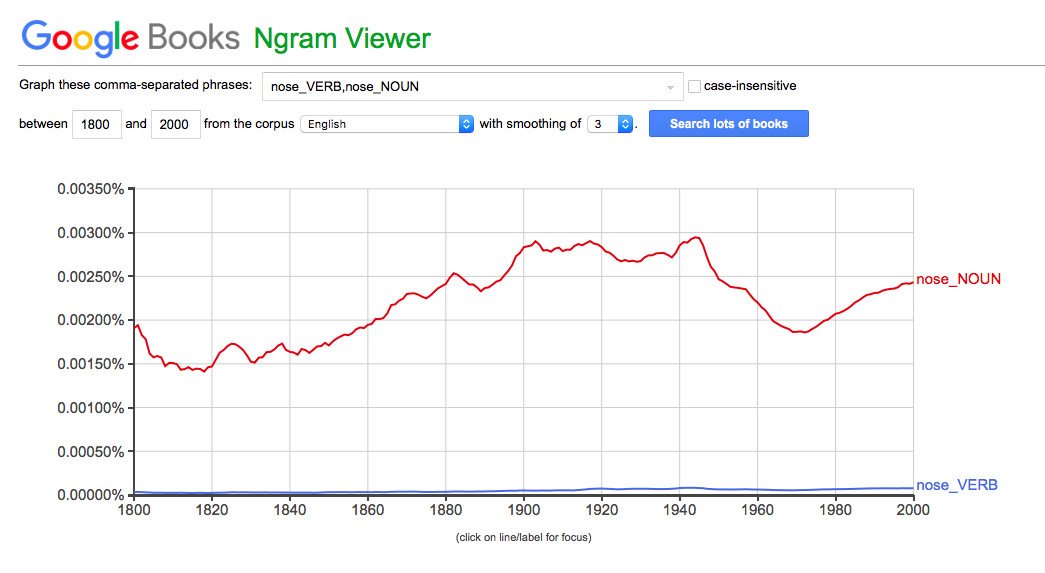 Google Books Ngram Viewer
Graph these comma-separated phrases: nose_VERB,nose_NOUN case-insensitive
between 1800 and 2000 from the corpus English with smoothing of 3 . Search lots of books
0.00350%
0.00300%
0.00250%
0.00200%
0.00150%
0.00100%
0.00050%
0.00000%
nose_NOUN
nose_VERB
1800 1820 1840 1860 1880 1900 1920 1940 1960 1980 2000
(click on line/label for focus)